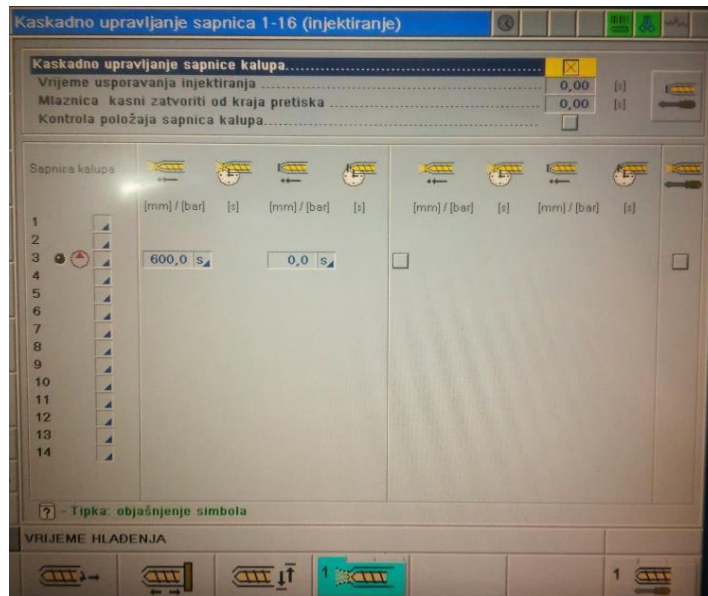 Kaskadno upravljanje sapnica 1-16 (injektiranje)
Kaskadno upravljanje sapnice kalupa
Vrijeme usporavanja injektiranja 0,00 [s]
Mlaznica kasni zatvoriti od kraja pretiska 0,00 [s]
Kontrola položaja sapnica kalupa
Sapnica kalupa
[mm] / [bar] [s] [mm] / [bar] [s] [mm] / [bar] [s] [mm] / [bar] [s]
1
2
3 600,0 s 0,0 s
4
5
6
7
8
9
10
11
12
13
14
? - Tipka: objašnjenje simbola
VRIJEME HLAĐENJA
1 1